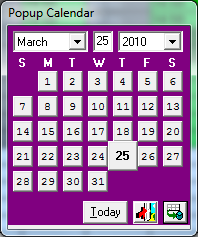 Popup Calendar
March 25 2010
S M T W T F S
1 2 3 4 5 6
7 8 9 10 11 12 13
14 15 16 17 18 19 20
21 22 23 24 25 26 27
28 29 30 31
Today